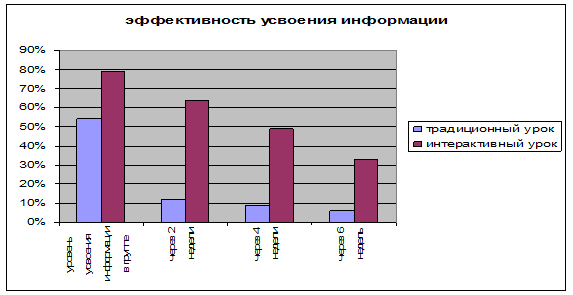 эффективность усвоения информации
90%
80%
70%
60%
50%
40%
30%
20%
10%
0%
уровень
усвоения
информации
в группе
через 2
недели
через 4
недели
через 6
недель
традиционный урок
интерактивный урок